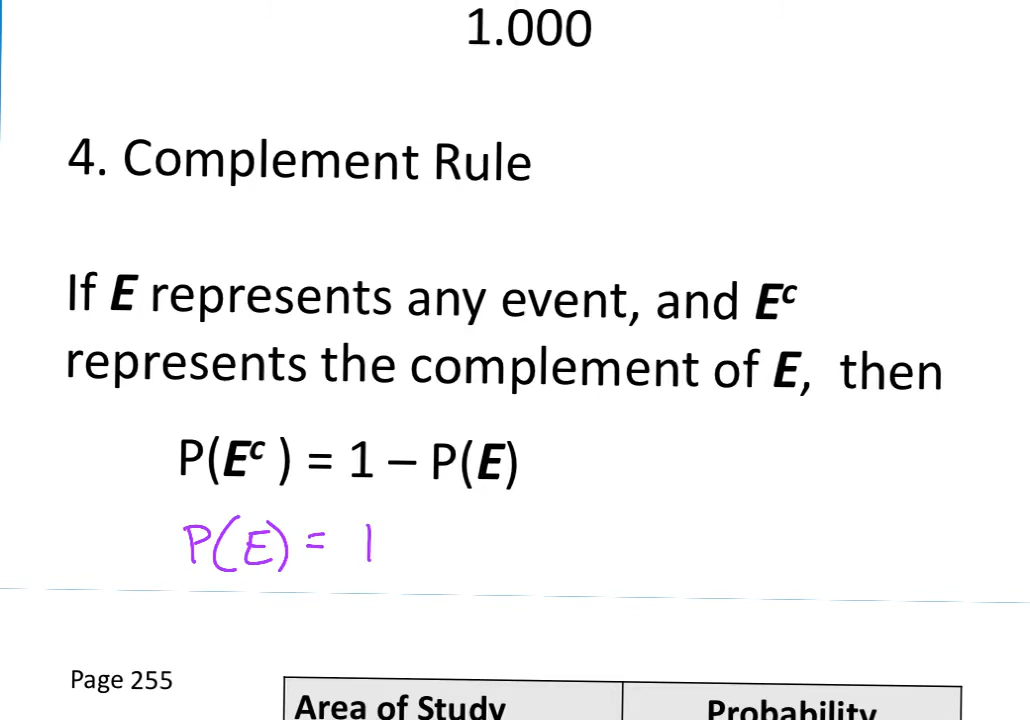 1.000
4. Complement Rule
If E represents any event, and Eᶜ
represents the complement of E, then
P(Eᶜ ) = 1 – P(E)
P(E) = 1
Page 255
Area of Study
Probability